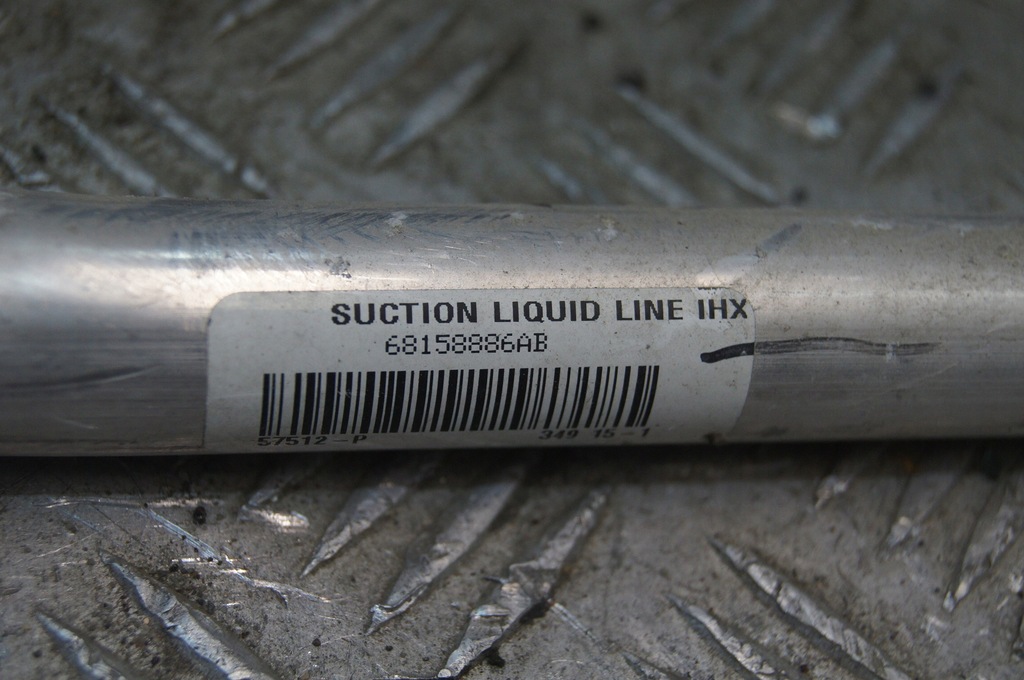 SUCTION LIQUID LINE IHX
68158886AB
57512-P 349 15-1